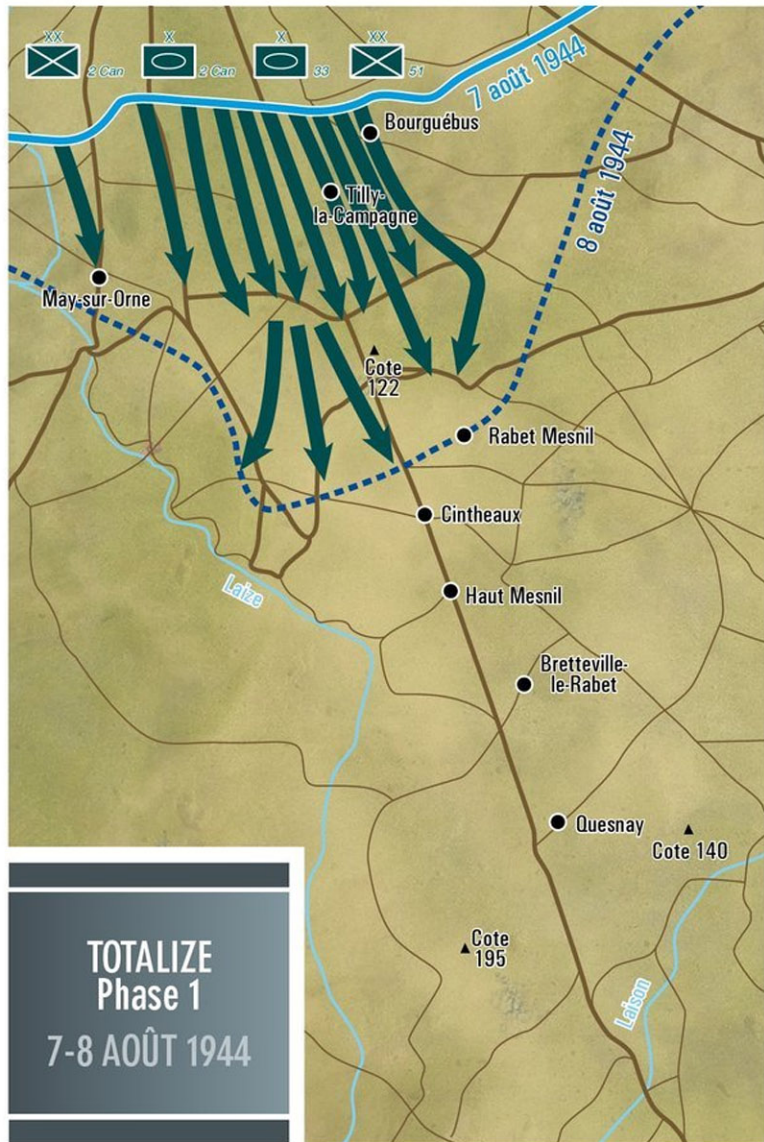 XX
X
X
XX
2 Can
2 Can
33
51
7 août 1944
Bourguébus
8 août 1944
Tilly-
la-Campagne
May-sur-Orne
Cote
122
Rabet Mesnil
Cintheaux
Laize
Haut Mesnil
Bretteville-
le-Rabet
Quesnay
Cote 140
Cote
195
Laison
TOTALIZE
Phase 1
7-8 AOÛT 1944